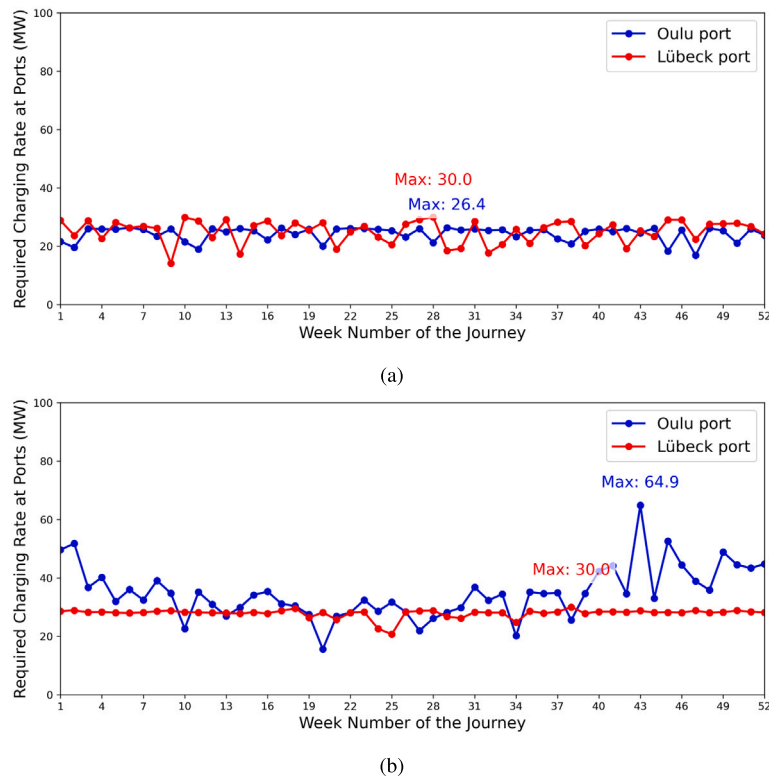 Required Charging Rate at Ports (MW)
100
80
60
40
20
0
Oulu port
Lübeck port
Max: 30.0
Max: 26.4
1 4 7 10 13 16 19 22 25 28 31 34 37 40 43 46 49 52
Week Number of the Journey
(a)
Required Charging Rate at Ports (MW)
100
80
60
40
20
0
Oulu port
Lübeck port
Max: 64.9
Max: 30.0
1 4 7 10 13 16 19 22 25 28 31 34 37 40 43 46 49 52
Week Number of the Journey
(b)